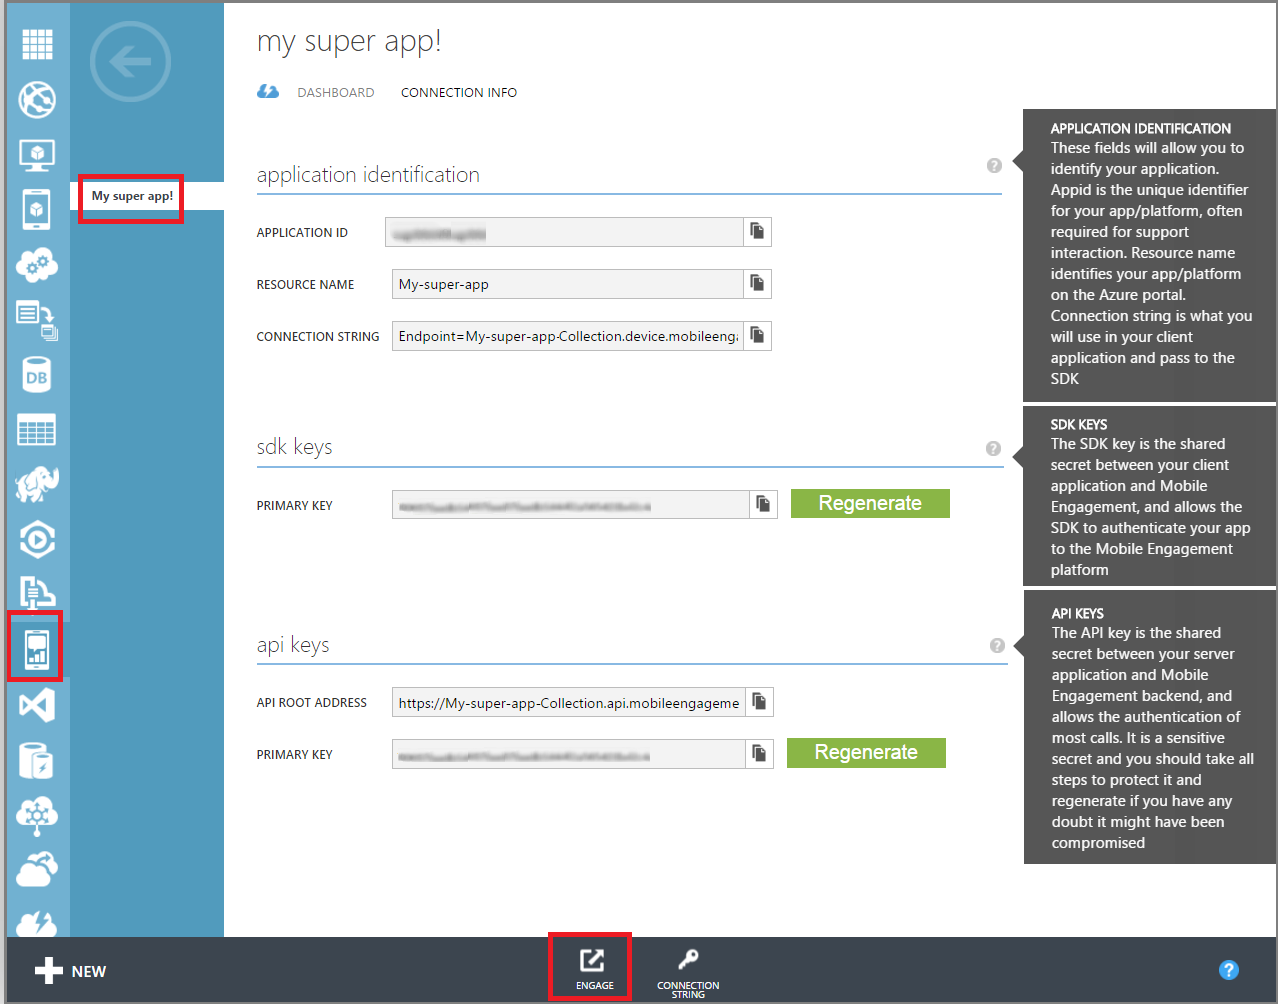 my super app!
DASHBOARD
CONNECTION INFO
My super app!
application identification
?
APPLICATION ID
RESOURCE NAME
My-super-app
CONNECTION STRING
Endpoint=My-super-app-Collection.device.mobileeng
APPLICATION IDENTIFICATION
These fields will allow you to
identify your application.
Appid is the unique identifier
for your app/platform, often
required for support
interaction. Resource name
identifies your app/platform
on the Azure portal.
Connection string is what you
will use in your client
application and pass to the
SDK
DB
sdk keys
?
PRIMARY KEY
Regenerate
SDK KEYS
The SDK key is the shared
secret between your client
application and Mobile
Engagement, and allows the
SDK to authenticate your app
to the Mobile Engagement
platform
api keys
?
API ROOT ADDRESS
https://My-super-app-Collection.api.mobileengageme
PRIMARY KEY
Regenerate
API KEYS
The API key is the shared
secret between your server
application and Mobile
Engagement backend, and
allows the authentication of
most calls. It is a sensitive
secret and you should take all
steps to protect it and
regenerate if you have any
doubt it might have been
compromised
NEW
ENGAGE
CONNECTION
STRING
?